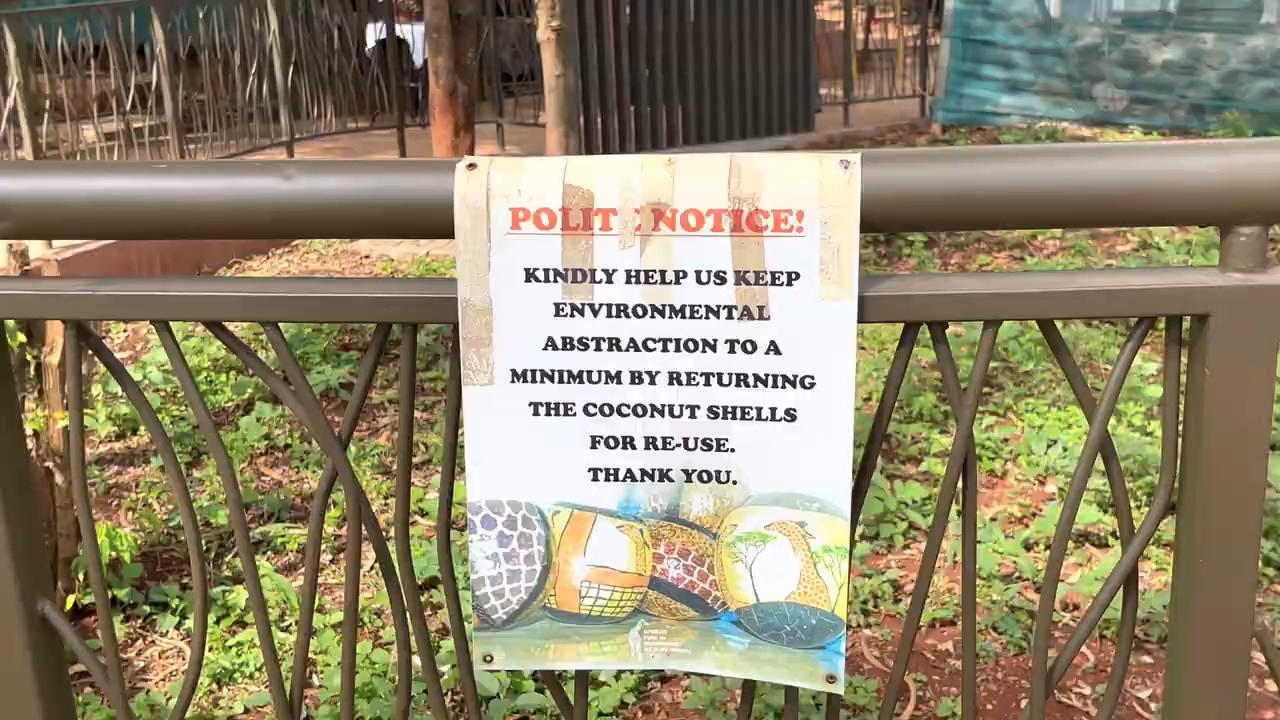 POLITE NOTICE!
KINDLY HELP US KEEP
ENVIRONMENTAL
ABSTRACTION TO A
MINIMUM BY RETURNING
THE COCONUT SHELLS
FOR RE-USE.
THANK YOU.